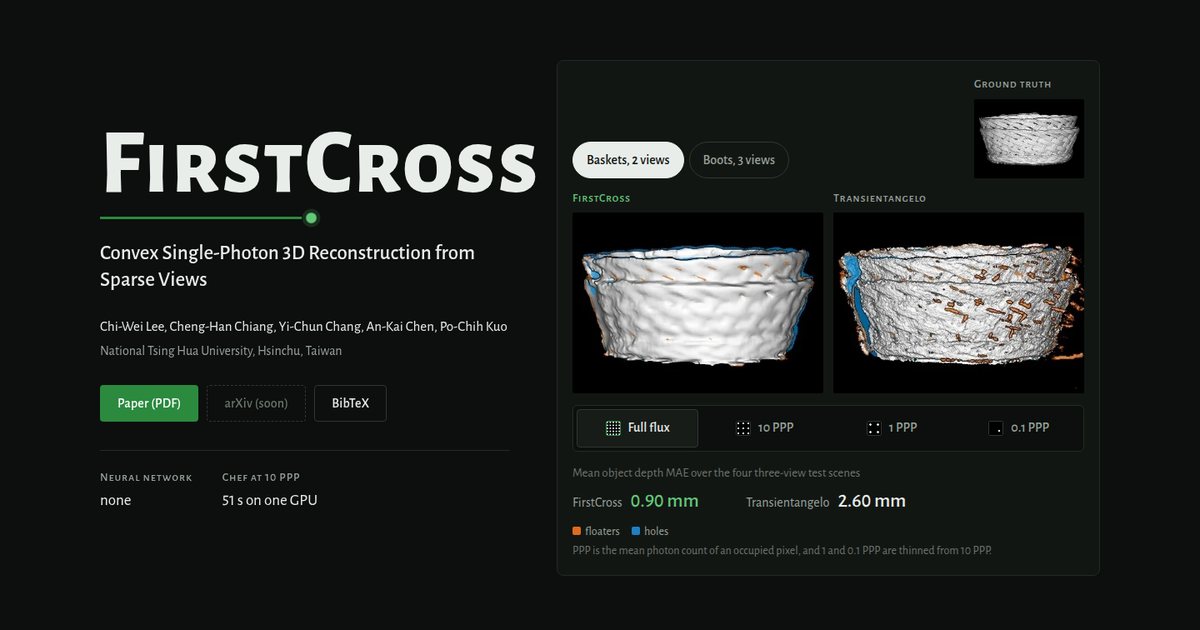 FirstCross
Convex Single-Photon 3D Reconstruction from
Sparse Views
Chi-Wei Lee, Cheng-Han Chiang, Yi-Chun Chang, An-Kai Chen, Po-Chih Kuo
National Tsing Hua University, Hsinchu, Taiwan
Paper (PDF)
arXiv (soon)
BibTeX
Neural network
none
Chef at 10 PPP
51 s on one GPU
Ground truth
Baskets, 2 views
Boots, 3 views
FirstCross
Transientangelo
Full flux
10 PPP
1 PPP
0.1 PPP
Mean object depth MAE over the four three-view test scenes
FirstCross 0.90 mm
Transientangelo 2.60 mm
floaters
holes
PPP is the mean photon count of an occupied pixel, and 1 and 0.1 PPP are thinned from 10 PPP.